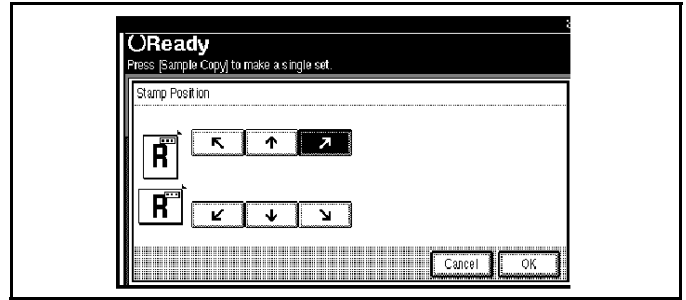 Ready
Press [Sample Copy] to make a single set.
Stamp Position
R
R
Cancel OK